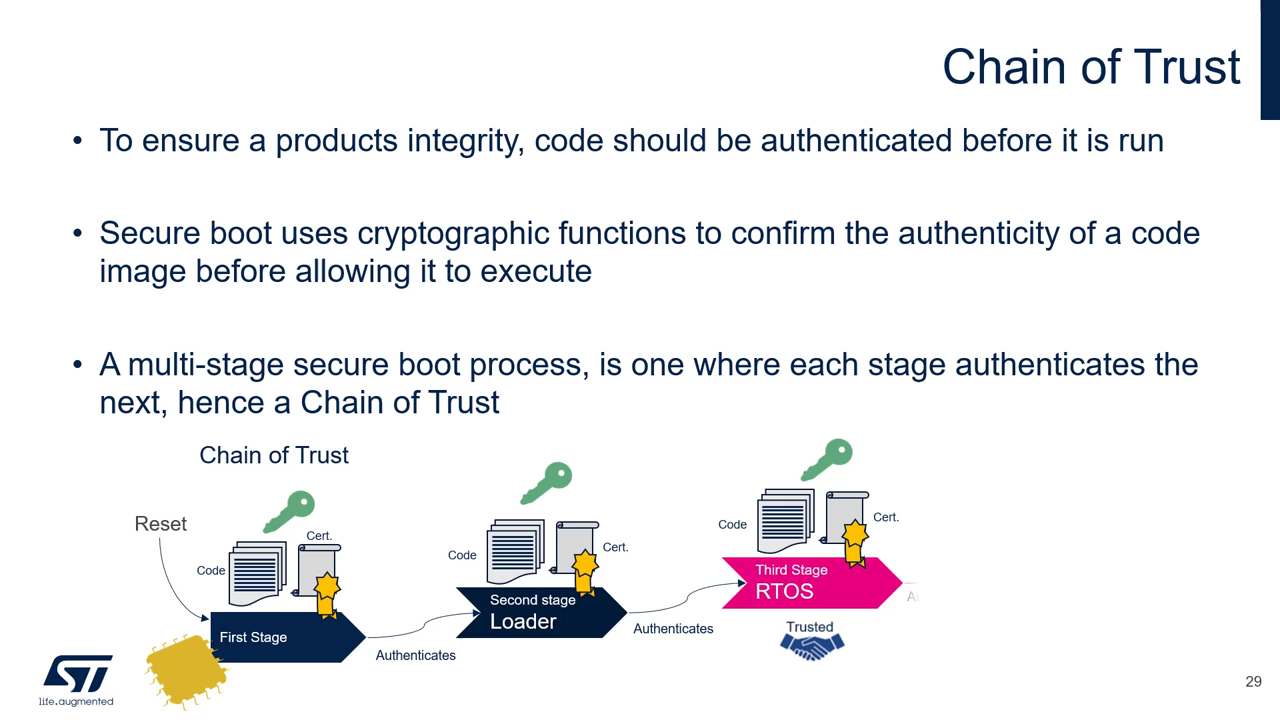 Chain of Trust
• To ensure a products integrity, code should be authenticated before it is run
• Secure boot uses cryptographic functions to confirm the authenticity of a code
image before allowing it to execute
• A multi-stage secure boot process, is one where each stage authenticates the
next, hence a Chain of Trust
Chain of Trust
Reset
Code
Cert.
First Stage
Authenticates
Code
Cert.
Second stage
Loader
Authenticates
Code
Cert.
Third Stage
RTOS
Trusted
ST
life.augmented
29